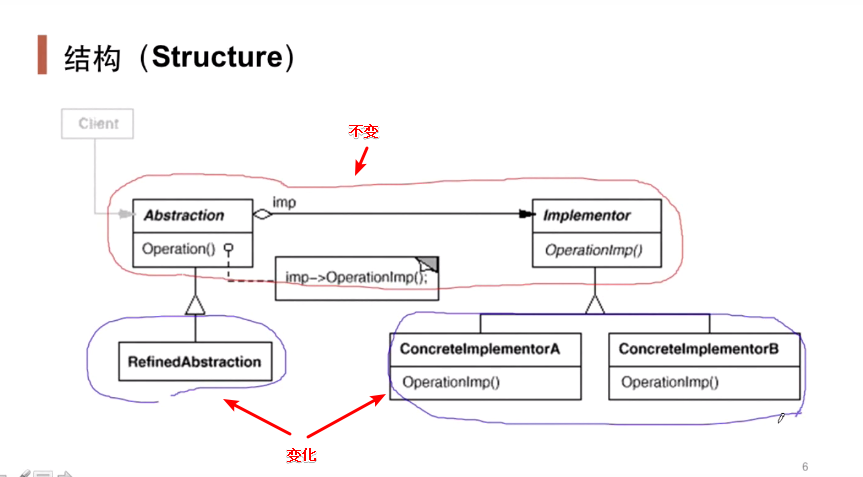 结构（Structure）
Client
不变
imp
Abstraction
Implementor
Operation()
OperationImp()
imp->OperationImp();
RefinedAbstraction
ConcreteImplementorA
ConcreteImplementorB
OperationImp()
OperationImp()
变化
6